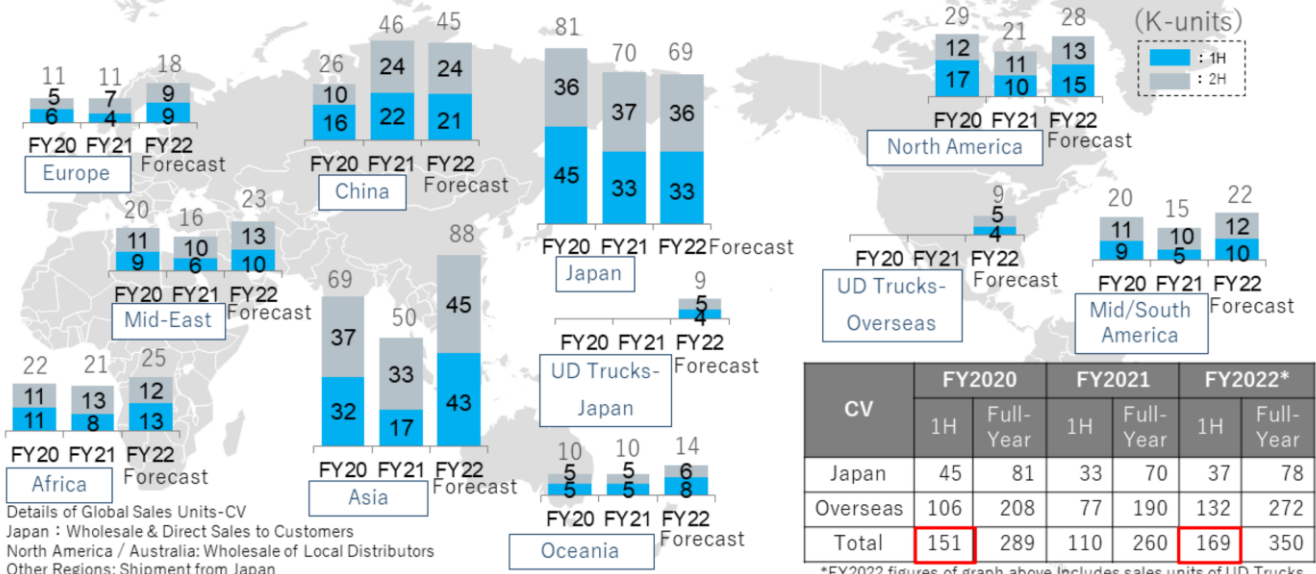 (K-units)
: 1H
: 2H
11 11 18
5 7 9
6 4 9
FY20 FY21 FY22
Forecast
Europe
26 46 45
10 24 24
16 22 21
FY20 FY21 FY22
Forecast
China
81 70 69
36 37 36
45 33 33
FY20 FY21 FY22 Forecast
Japan
29 21 28
12 11 13
17 10 15
FY20 FY21 FY22
Forecast
North America
20 16 23
11 10 13
9 6 10
FY20 FY21 FY22
Forecast
Mid-East
69 50 88
37 33 45
32 17 43
FY20 FY21 FY22
Forecast
Asia
9
5
4
FY20 FY21 FY22
Forecast
UD Trucks-
Japan
9
5
4
FY20 FY21 FY22
Forecast
UD Trucks-
Overseas
20 15 22
11 10 12
9 5 10
FY20 FY21 FY22
Forecast
Mid/South
America
22 21 25
11 13 12
11 8 13
FY20 FY21 FY22
Forecast
Africa
10 10 14
5 5 6
5 5 8
FY20 FY21 FY22
Forecast
Oceania
CV FY2020 FY2021 FY2022*
1H Full-Year 1H Full-Year 1H Full-Year
Japan 45 81 33 70 37 78
Overseas 106 208 77 190 132 272
Total 151 289 110 260 169 350
*FY2022 figures of graph above Includes sales units of UD Trucks
Details of Global Sales Units-CV
Japan：Wholesale & Direct Sales to Customers
North America / Australia: Wholesale of Local Distributors
Other Regions: Shipment from Japan